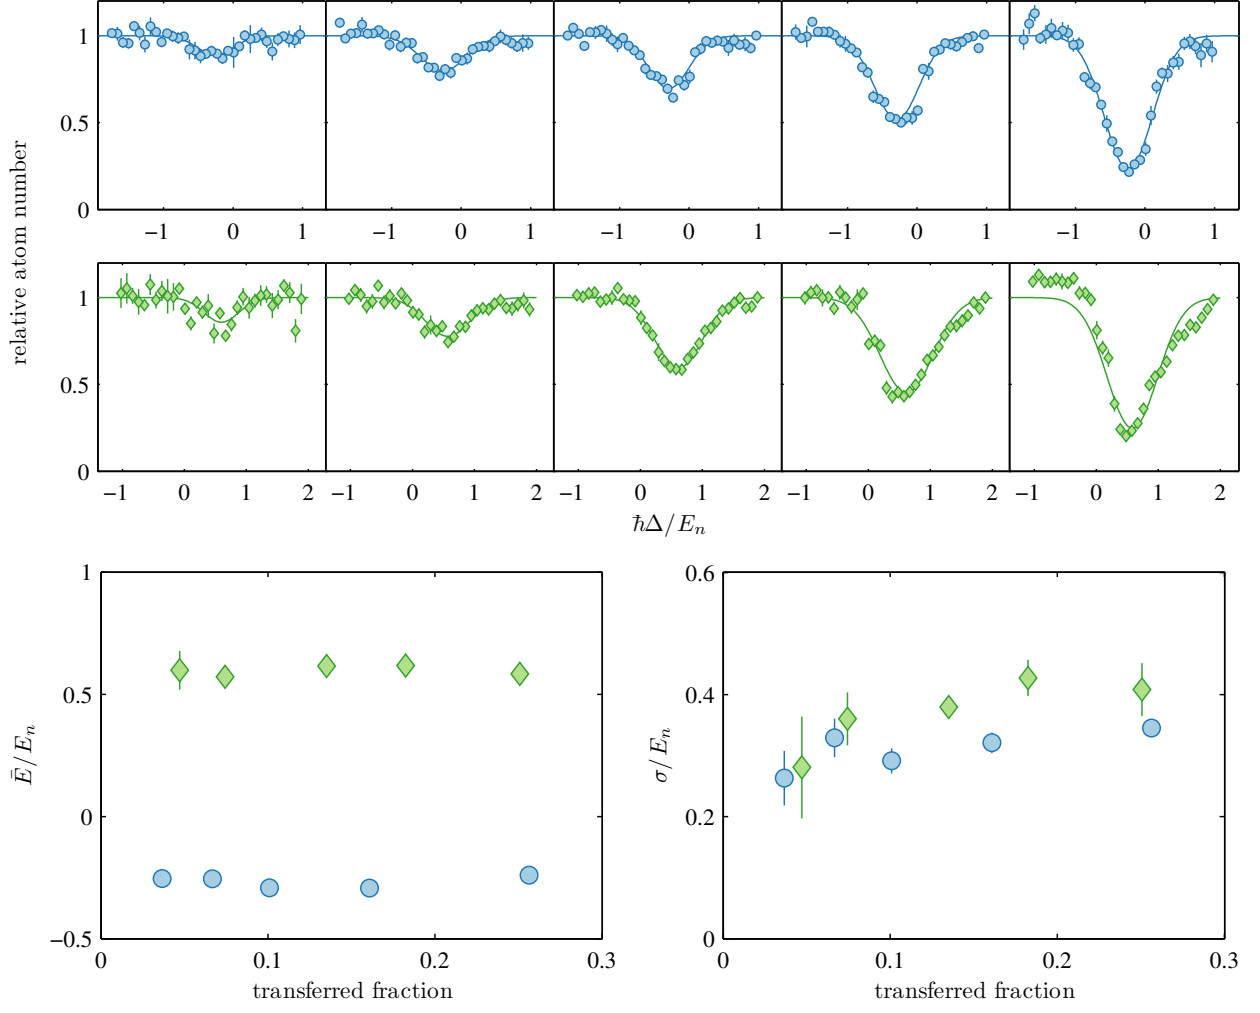 relative atom number
1
0.5
0
−1 0 1 −1 0 1 −1 0 1 −1 0 1 −1 0 1
1
0.5
0
−1 0 1 2 −1 0 1 2 −1 0 1 2 −1 0 1 2 −1 0 1 2
ħΔ/Eₙ
Ē/Eₙ
1
0.5
0
−0.5
0 0.1 0.2 0.3
transferred fraction
σ/Eₙ
0.6
0.4
0.2
0
0 0.1 0.2 0.3
transferred fraction